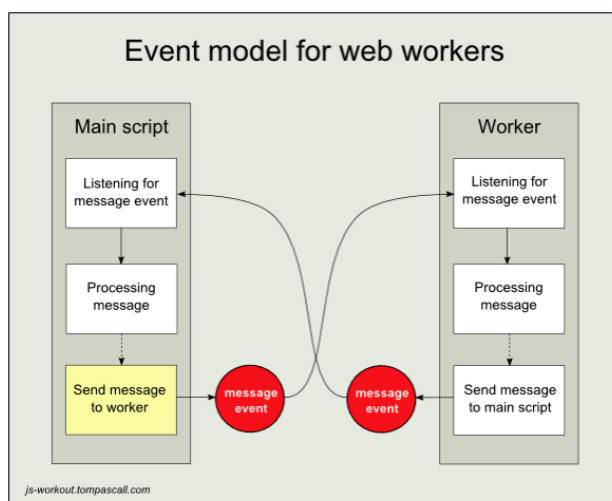 Event model for web workers
Main script
Listening for
message event
Processing
message
Send message
to worker
message
event
Worker
Listening for
message event
Processing
message
Send message
to main script
message
event
js-workout.tompascall.com